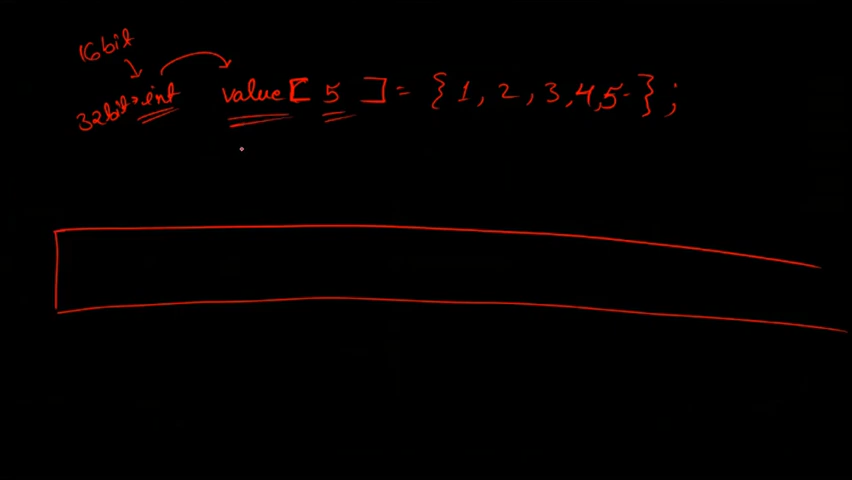 16bit
32bit→int value[ 5 ] = { 1, 2, 3, 4, 5 };